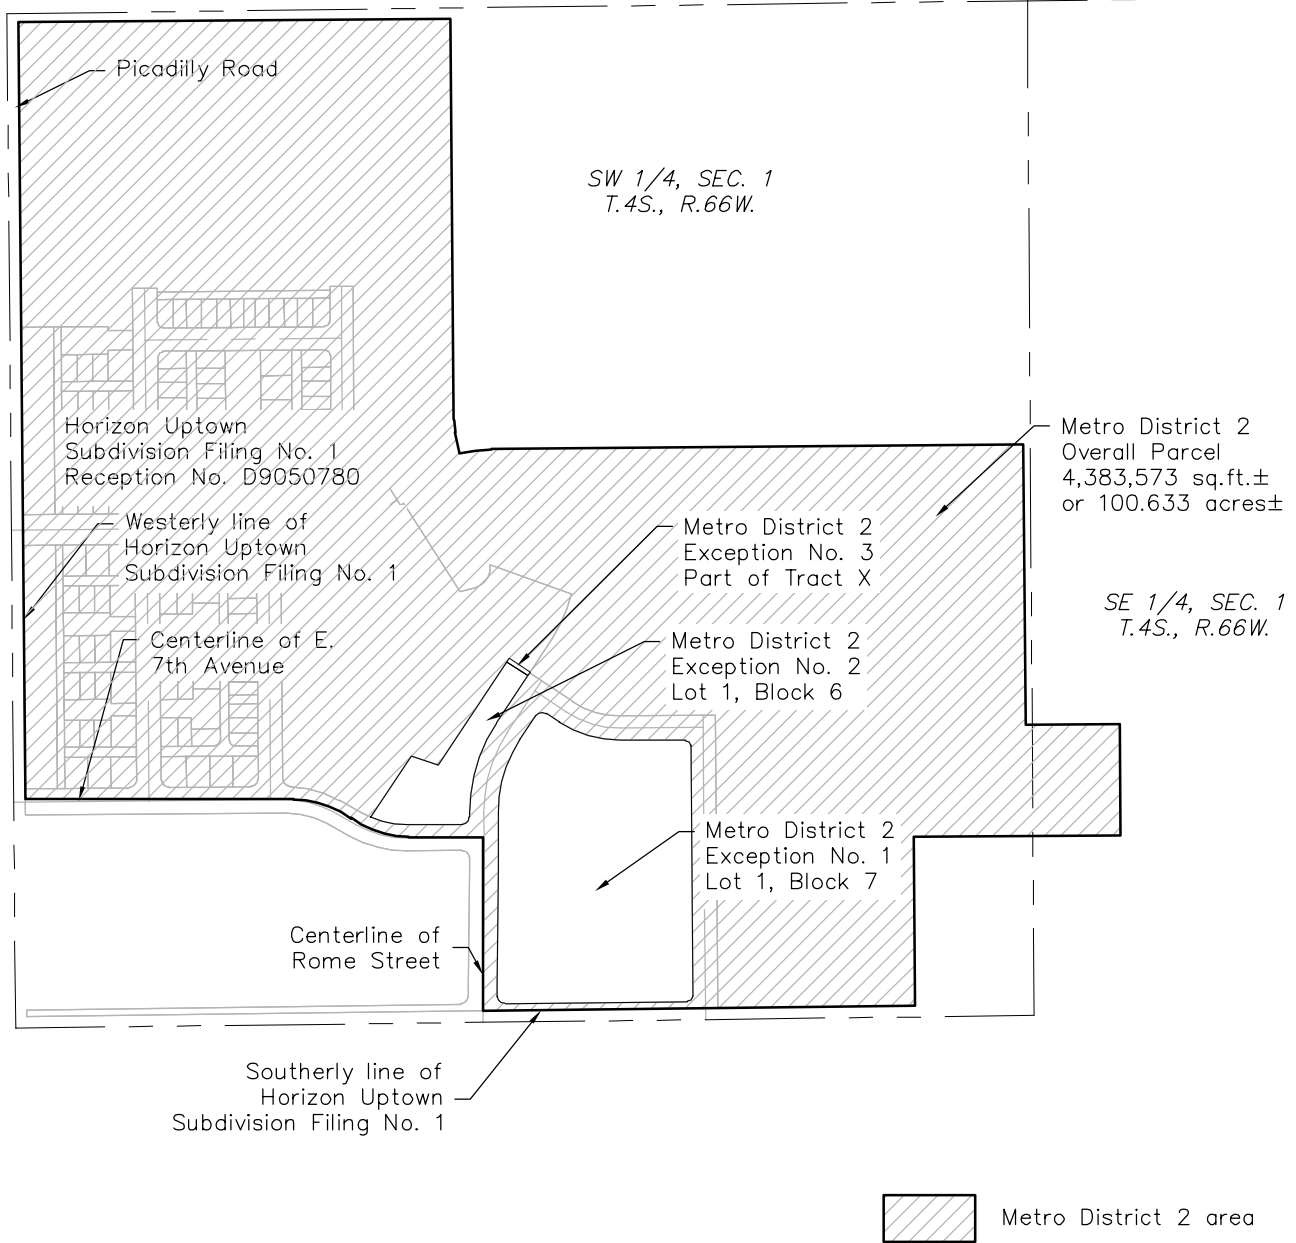 Picadilly Road
SW 1/4, SEC. 1
T.4S., R.66W.
Horizon Uptown
Subdivision Filing No. 1
Reception No. D9050780
Metro District 2
Overall Parcel
4,383,573 sq.ft.±
or 100.633 acres±
Westerly line of
Horizon Uptown
Subdivision Filing No. 1
Metro District 2
Exception No. 3
Part of Tract X
SE 1/4, SEC. 1
T.4S., R.66W.
Centerline of E.
7th Avenue
Metro District 2
Exception No. 2
Lot 1, Block 6
Metro District 2
Exception No. 1
Lot 1, Block 7
Centerline of
Rome Street
Southerly line of
Horizon Uptown
Subdivision Filing No. 1
Metro District 2 area